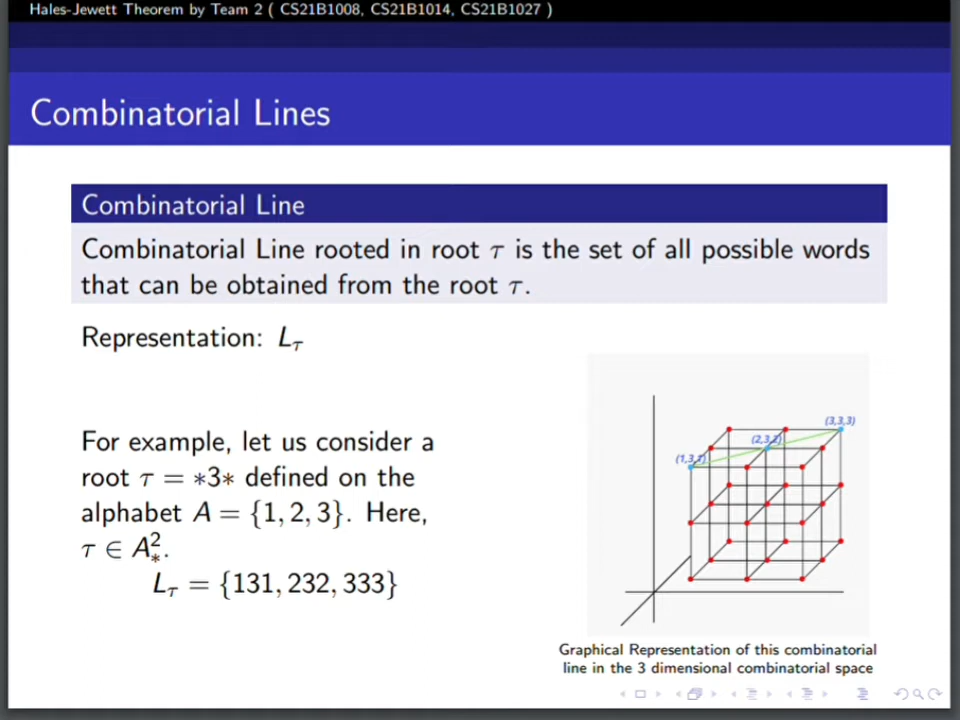 Hales-Jewett Theorem by Team 2 ( CS21B1008, CS21B1014, CS21B1027 )
Combinatorial Lines
Combinatorial Line
Combinatorial Line rooted in root τ is the set of all possible words
that can be obtained from the root τ.
Representation: L_τ
For example, let us consider a
root τ = *3* defined on the
alphabet A = {1, 2, 3}. Here,
τ ∈ A²_*.
L_τ = {131, 232, 333}
(3,3,3)
(2,3,2)
(1,3,1)
Graphical Representation of this combinatorial
line in the 3 dimensional combinatorial space